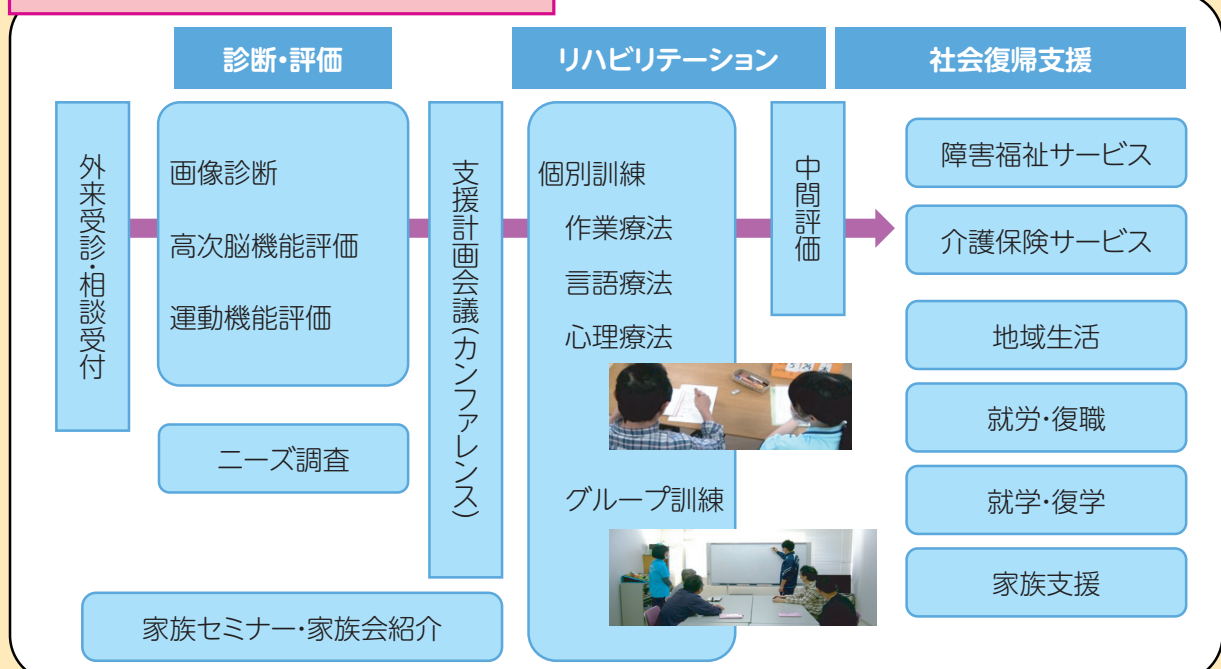 診断・評価
リハビリテーション
社会復帰支援
外来受診・相談受付
画像診断
高次脳機能評価
運動機能評価
ニーズ調査
支援計画会議(カンファレンス)
家族セミナー・家族会紹介
個別訓練
作業療法
言語療法
心理療法
グループ訓練
中間評価
障害福祉サービス
介護保険サービス
地域生活
就労・復職
就学・復学
家族支援